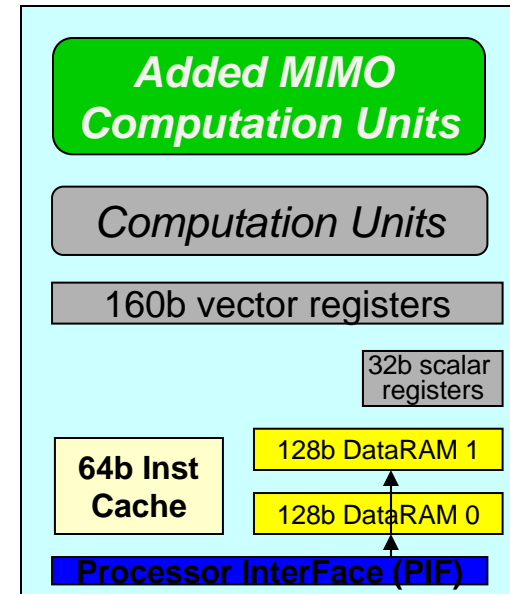 Added MIMO
Computation Units
Computation Units
160b vector registers
32b scalar
registers
64b Inst
Cache
128b DataRAM 1
128b DataRAM 0
Processor InterFace (PIF)